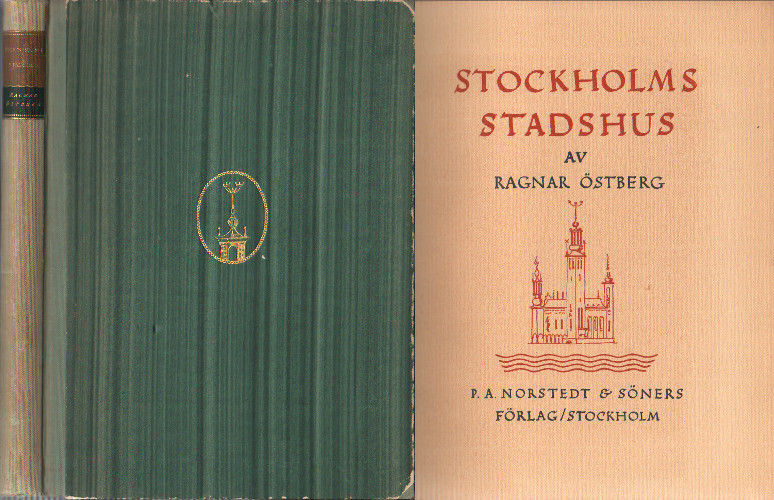 STOCKHOLMS
STADSHUS
AV
RAGNAR ÖSTBERG
P. A. NORSTEDT & SÖNERS
FÖRLAG/STOCKHOLM